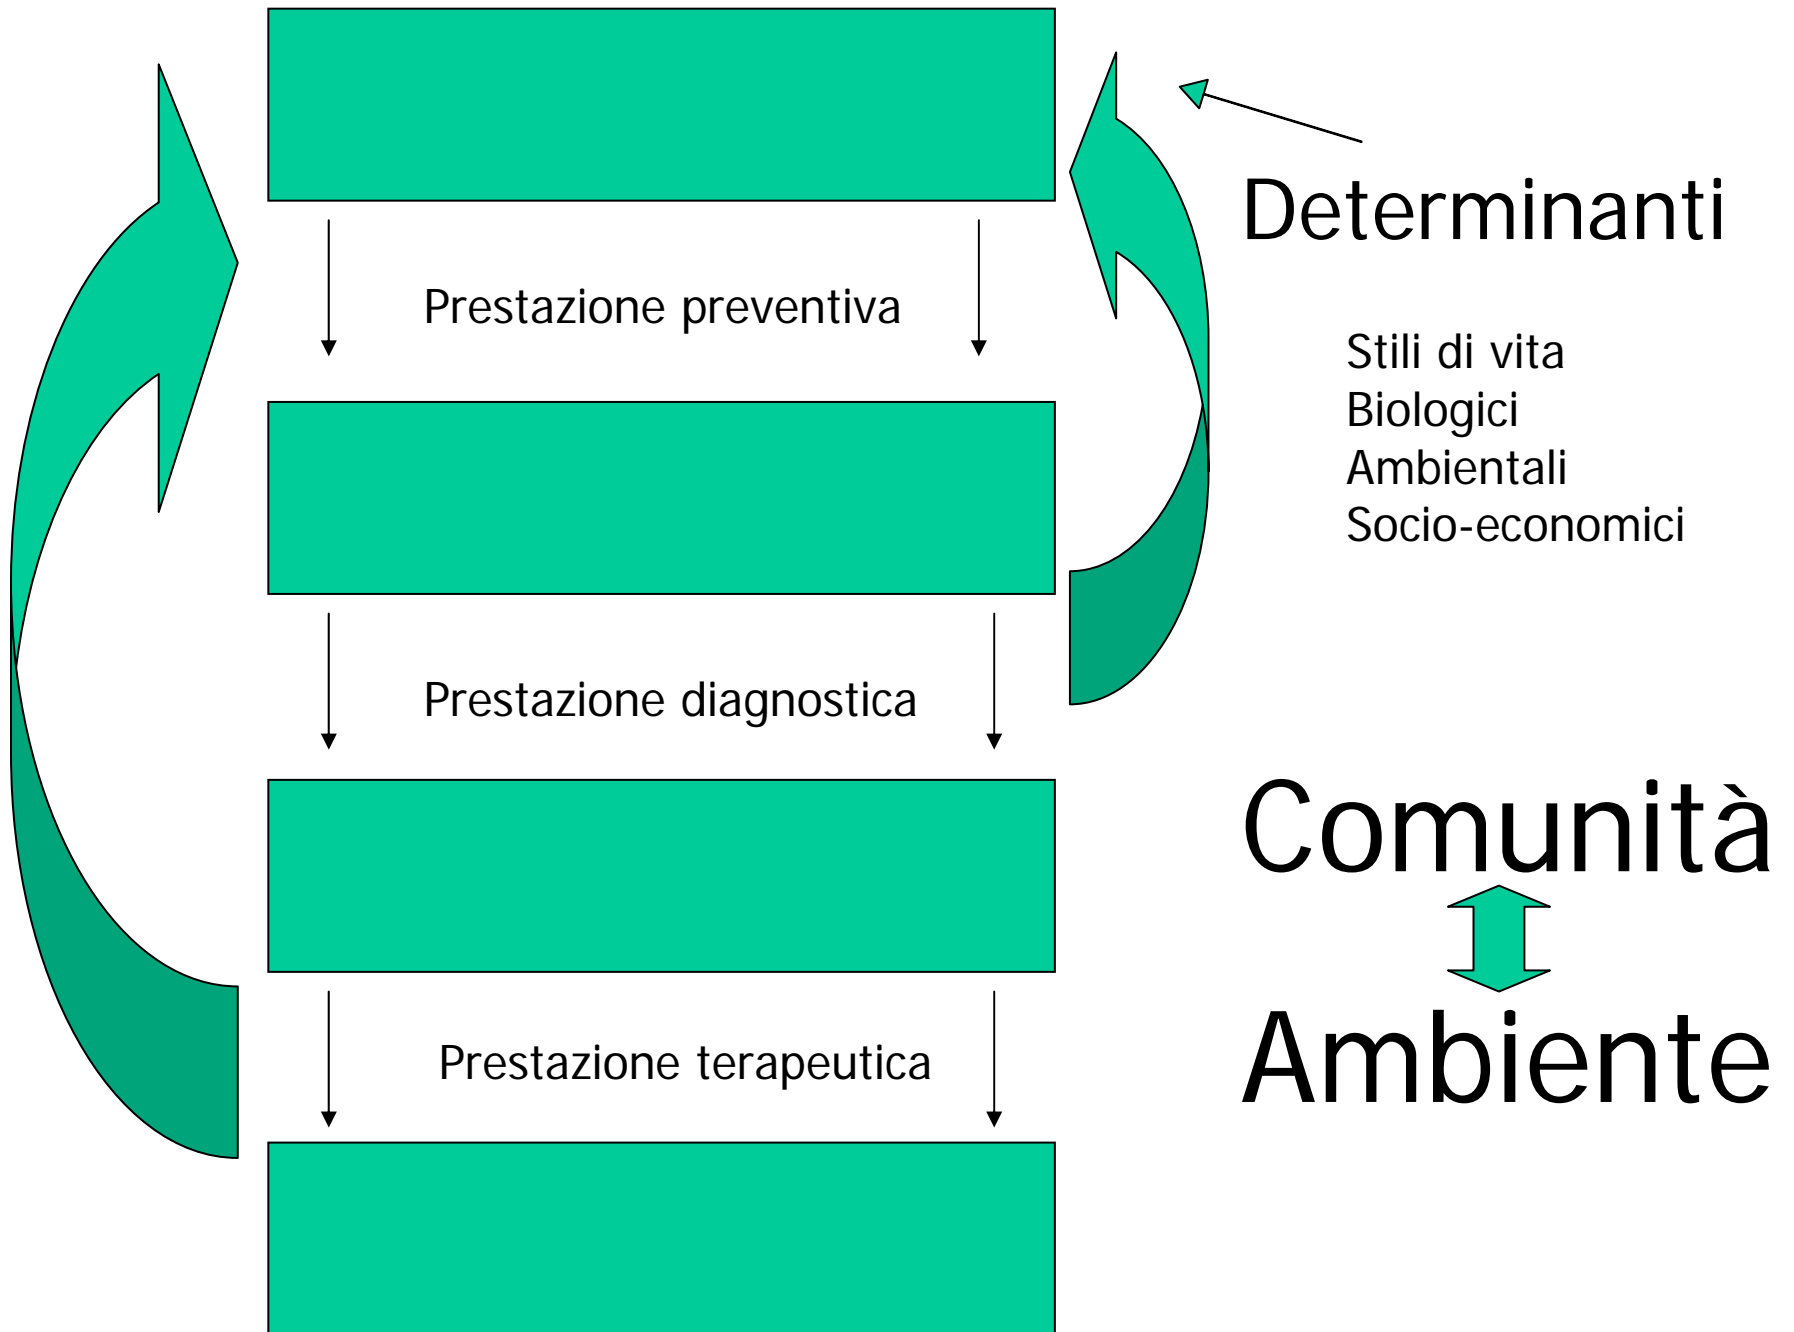 Determinanti
Prestazione preventiva
Stili di vita
Biologici
Ambientali
Socio-economici
Prestazione diagnostica
Comunità
Ambiente
Prestazione terapeutica